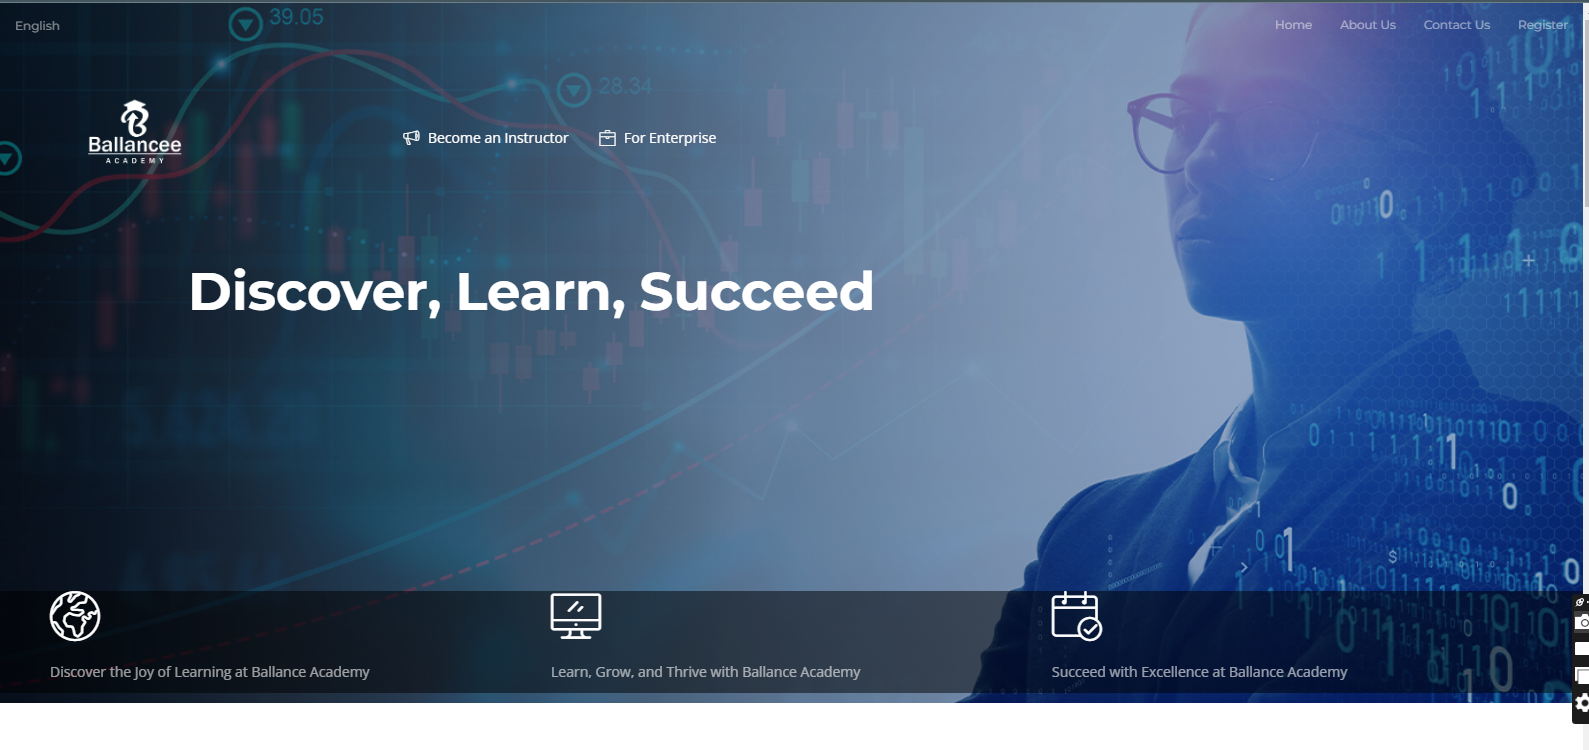 English
Home
About Us
Contact Us
Register
39.05
28.34
Ballancee
ACADEMY
Become an Instructor
For Enterprise
Discover, Learn, Succeed
Discover the Joy of Learning at Ballance Academy
Learn, Grow, and Thrive with Ballance Academy
Succeed with Excellence at Ballance Academy